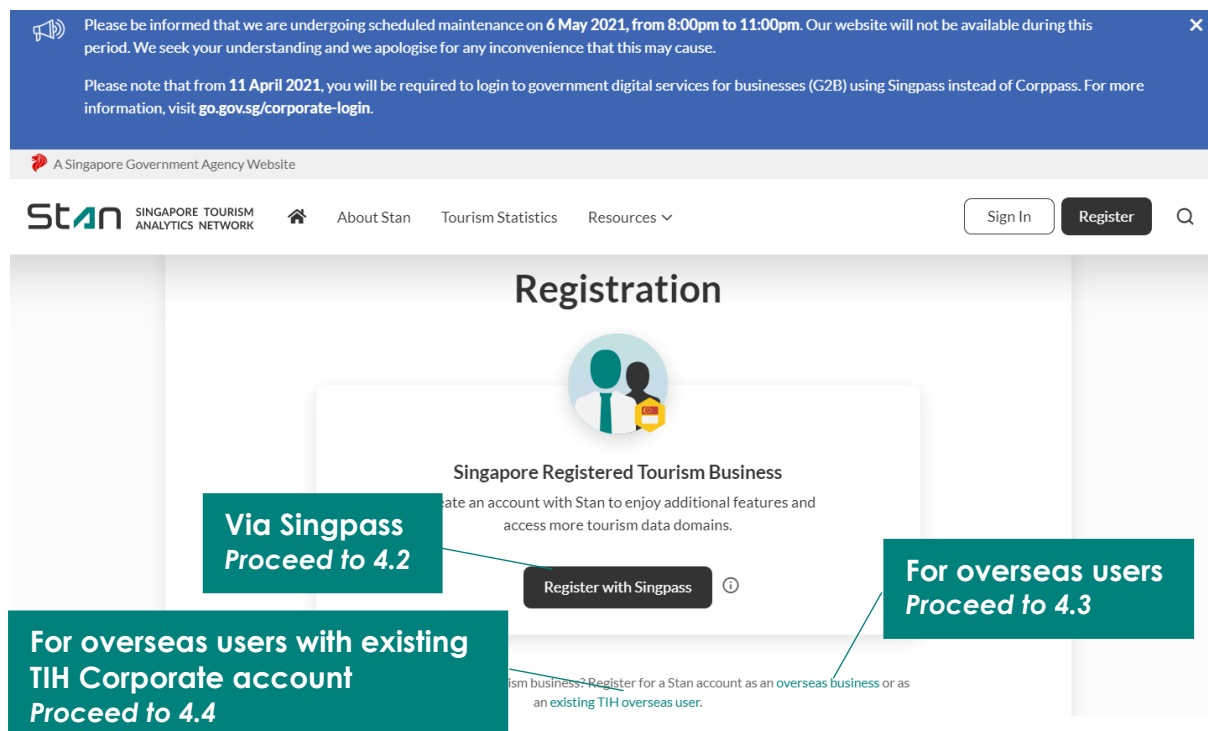 Please be informed that we are undergoing scheduled maintenance on 6 May 2021, from 8:00pm to 11:00pm. Our website will not be available during this
period. We seek your understanding and we apologise for any inconvenience that this may cause.
Please note that from 11 April 2021, you will be required to login to government digital services for businesses (G2B) using Singpass instead of Corppass. For more
information, visit go.gov.sg/corporate-login.
A Singapore Government Agency Website
Stan SINGAPORE TOURISM
ANALYTICS NETWORK
About Stan Tourism Statistics Resources Sign In Register
Registration
Singapore Registered Tourism Business
an account with Stan to enjoy additional features and
access more tourism data domains.
Via Singpass
Proceed to 4.2
Register with Singpass
For overseas users
Proceed to 4.3
For overseas users with existing
TIH Corporate account
Proceed to 4.4
business? Register for a Stan account as an overseas business or as
an existing TIH overseas user.